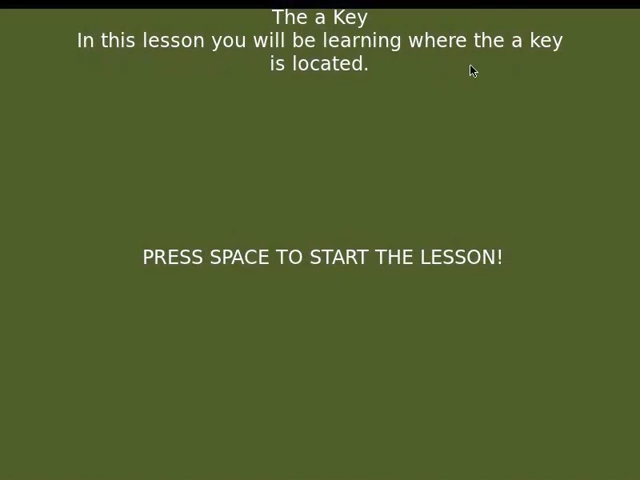 The a Key
In this lesson you will be learning where the a key
is located.
PRESS SPACE TO START THE LESSON!